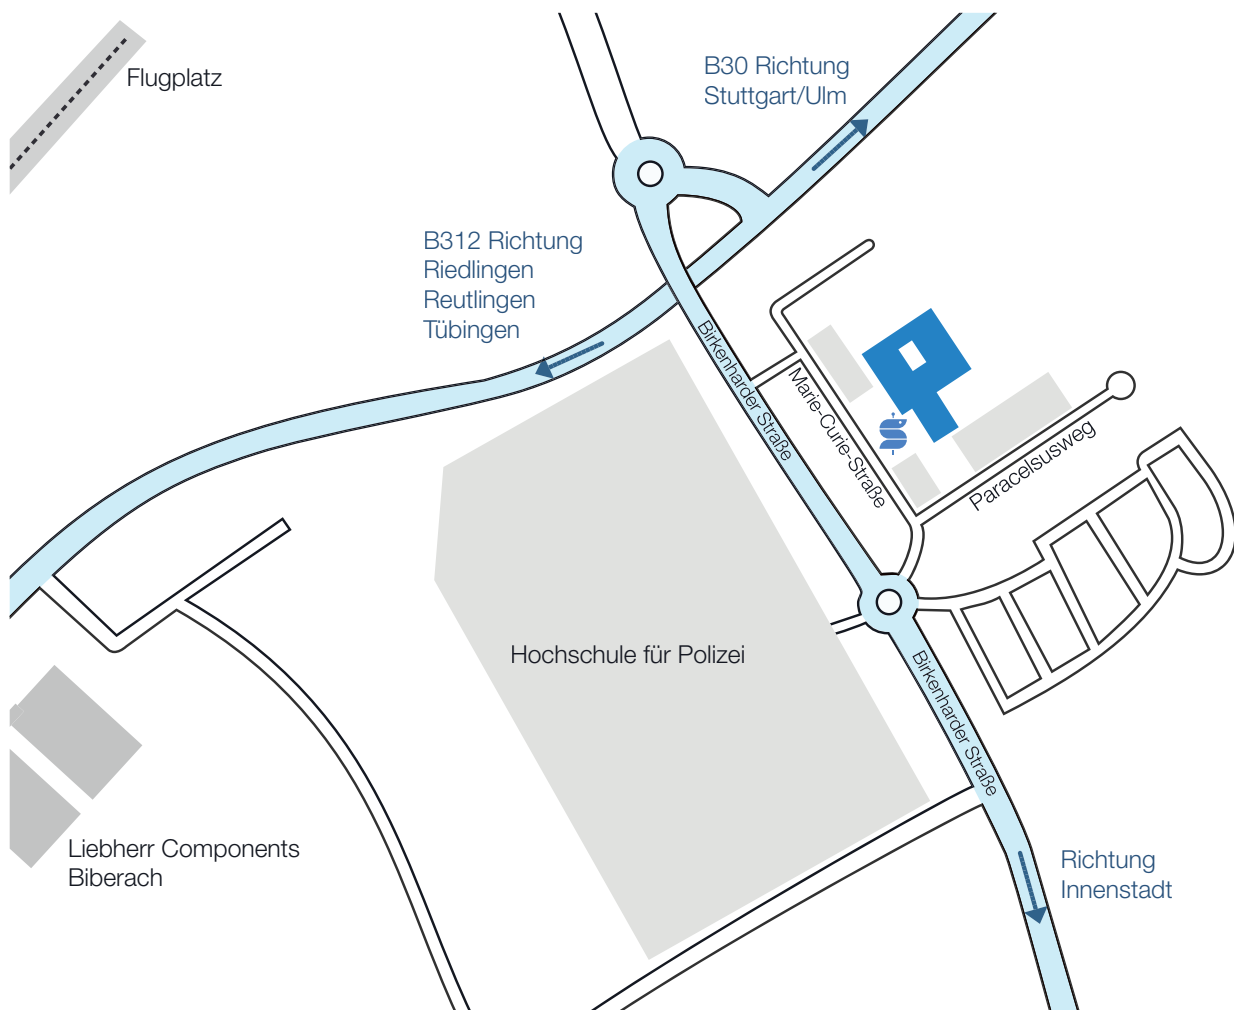 Flugplatz
B30 Richtung
Stuttgart/Ulm
B312 Richtung
Riedlingen
Reutlingen
Tübingen
Birkenharder Straße
Marie-Curie-Straße
Paracelsusweg
Hochschule für Polizei
Birkenharder Straße
Liebherr Components
Biberach
Richtung
Innenstadt